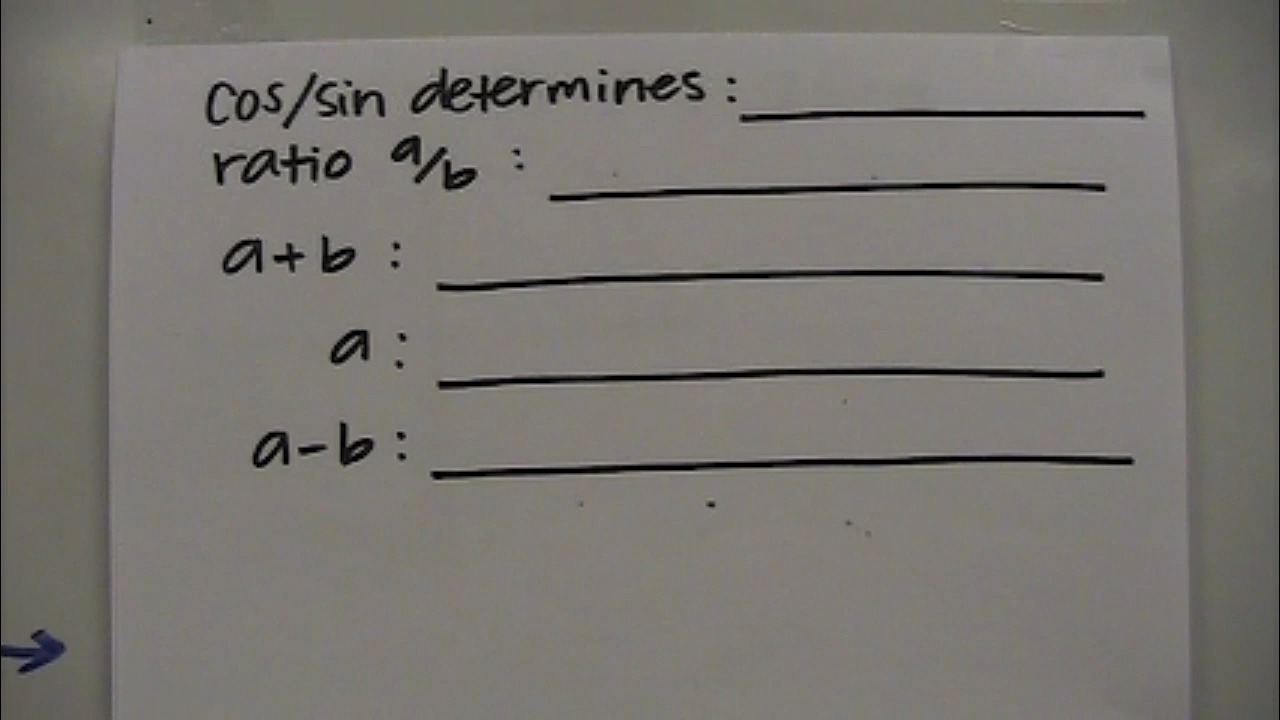 cos/sin determines:
ratio a/b :
a+b :
a:
a-b: